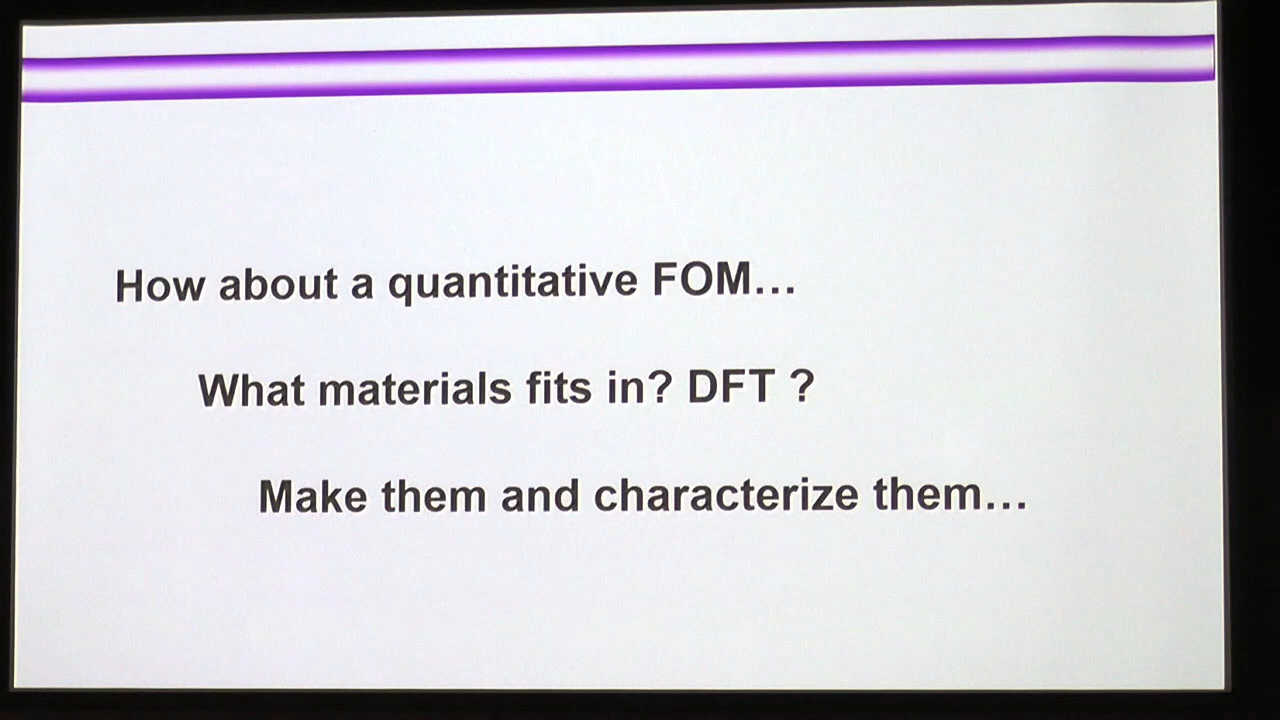 How about a quantitative FOM…
What materials fits in? DFT ?
Make them and characterize them…